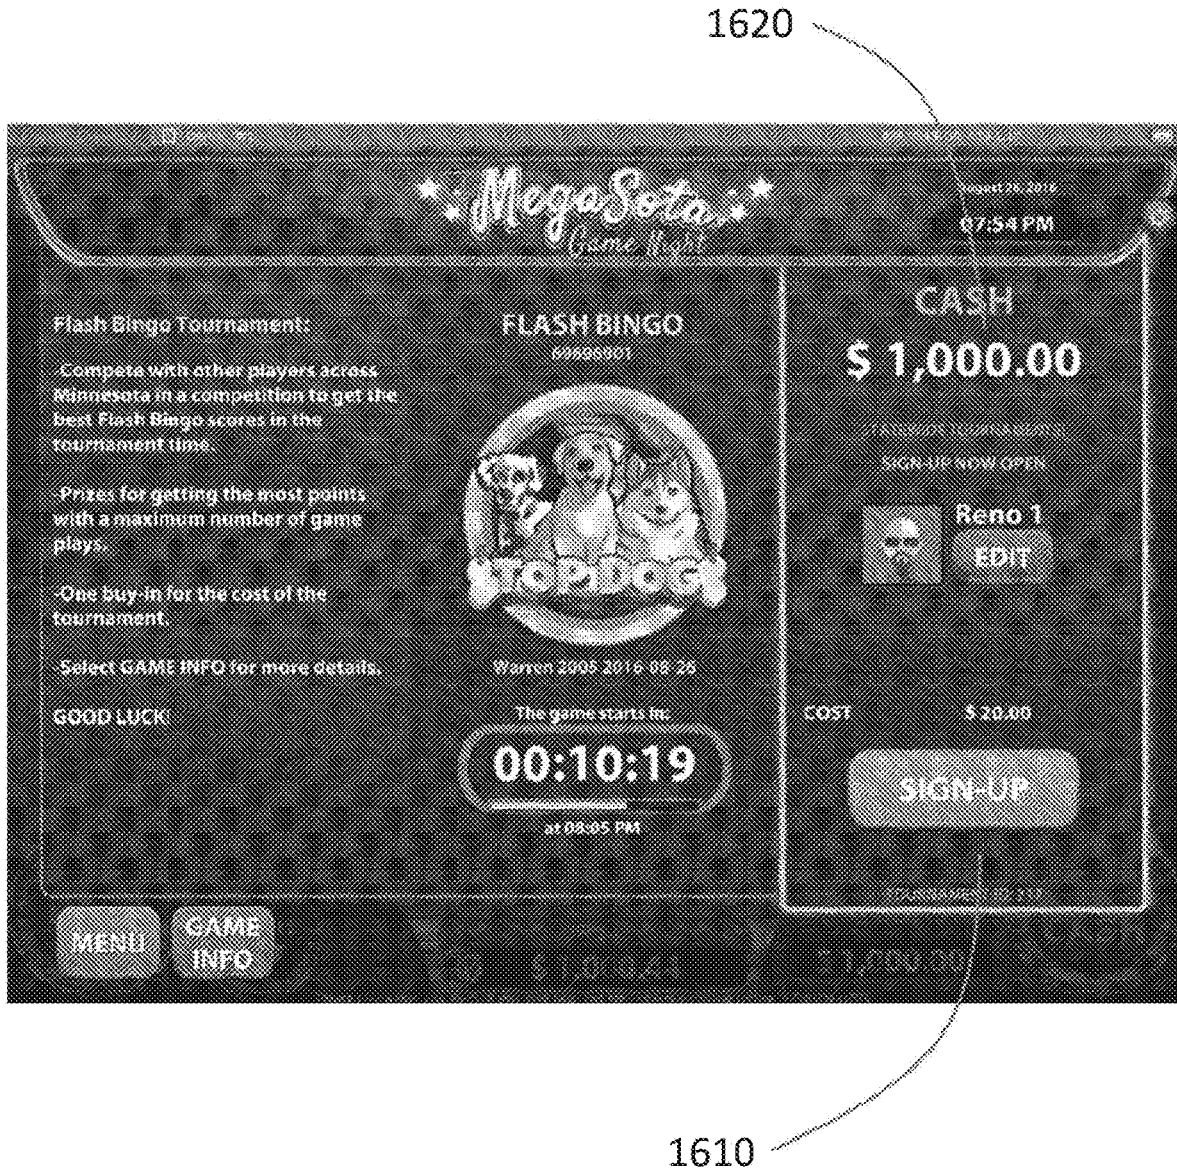 1620
MegaSota
Game Night
August 26, 2016
07:54 PM
Flash Bingo Tournament:
-Compete with other players across
Minnesota in a competition to get the
best Flash Bingo scores in the
tournament time.
-Prizes for getting the most points
with a maximum number of game
plays.
-One buy-in for the cost of the
tournament.
-Select GAME INFO for more details.
GOOD LUCK!
FLASH BINGO
TOP DOG
Warren 2005 2016-08-26
The game starts in:
00:10:19
at 08:05 PM
CASH
$ 1,000.00
SIGN-UP NOW OPEN
Reno 1
EDIT
COST $ 20.00
SIGN-UP
MENU
GAME
INFO
1610